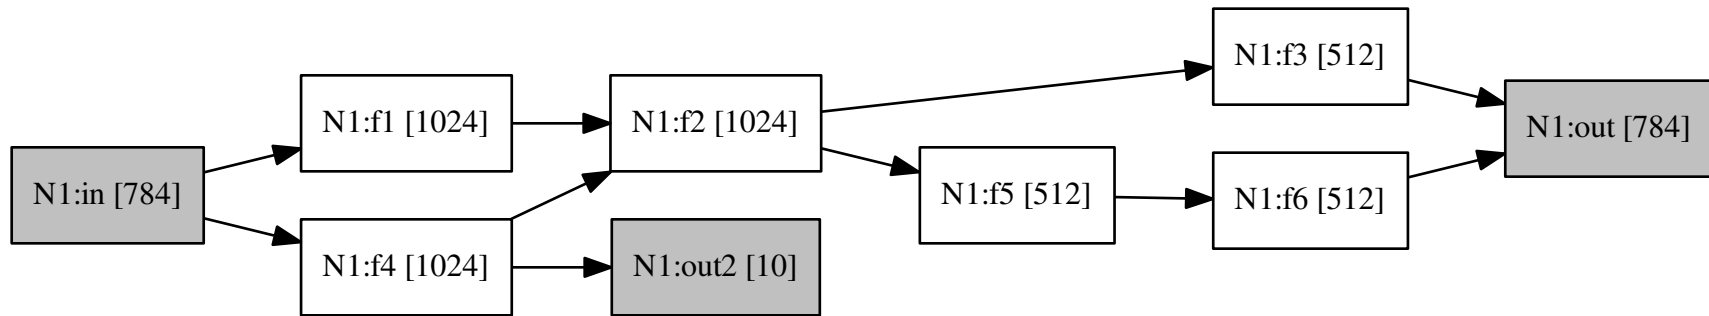 N1:in [784]
N1:f1 [1024]
N1:f4 [1024]
N1:f2 [1024]
N1:out2 [10]
N1:f5 [512]
N1:f3 [512]
N1:f6 [512]
N1:out [784]